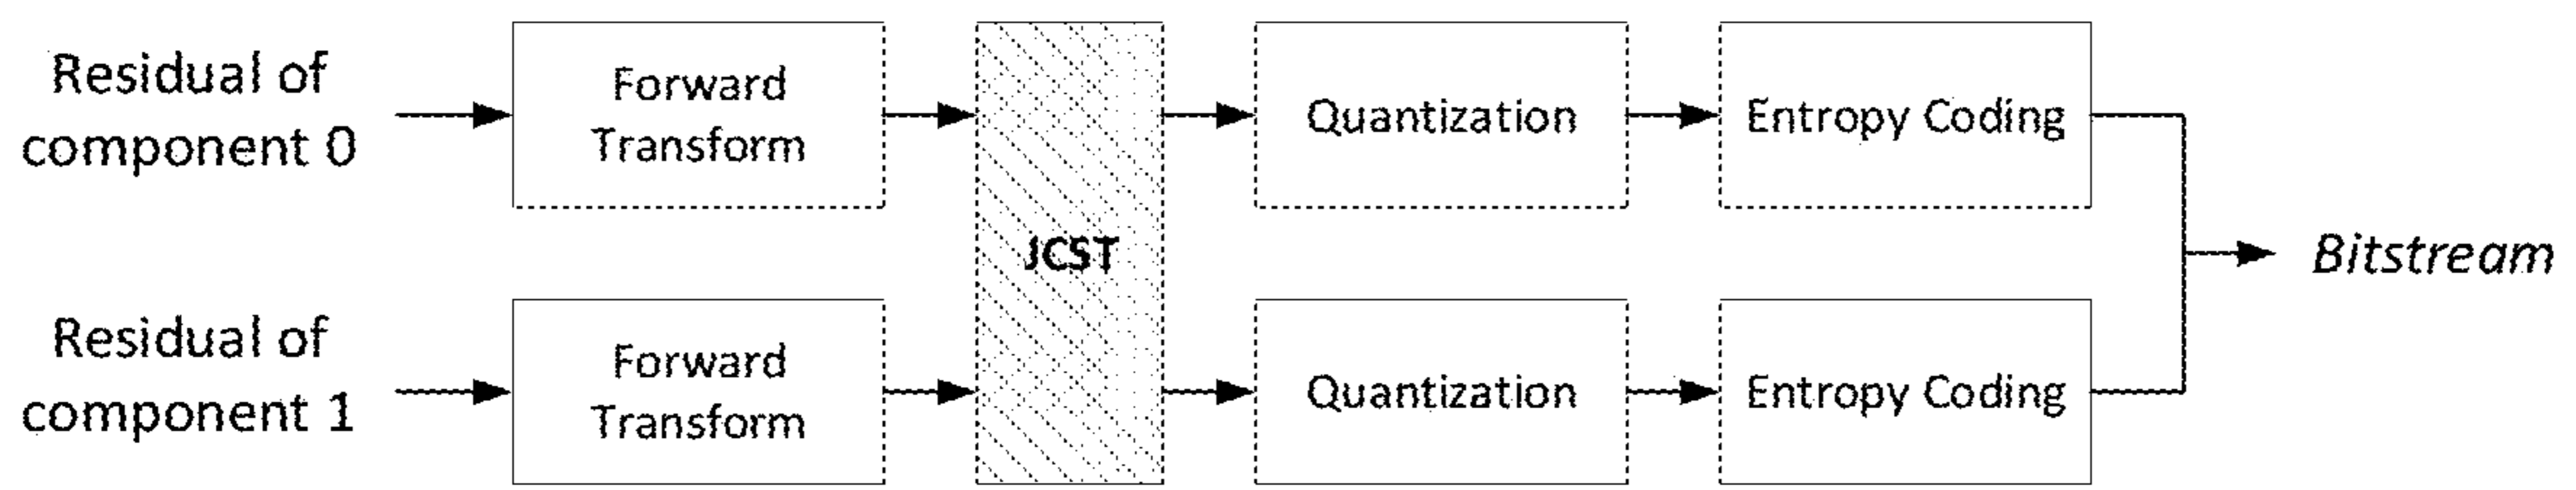 Residual of
component 0
Forward
Transform
Quantization
Entropy Coding
JCST
Bitstream
Residual of
component 1
Forward
Transform
Quantization
Entropy Coding